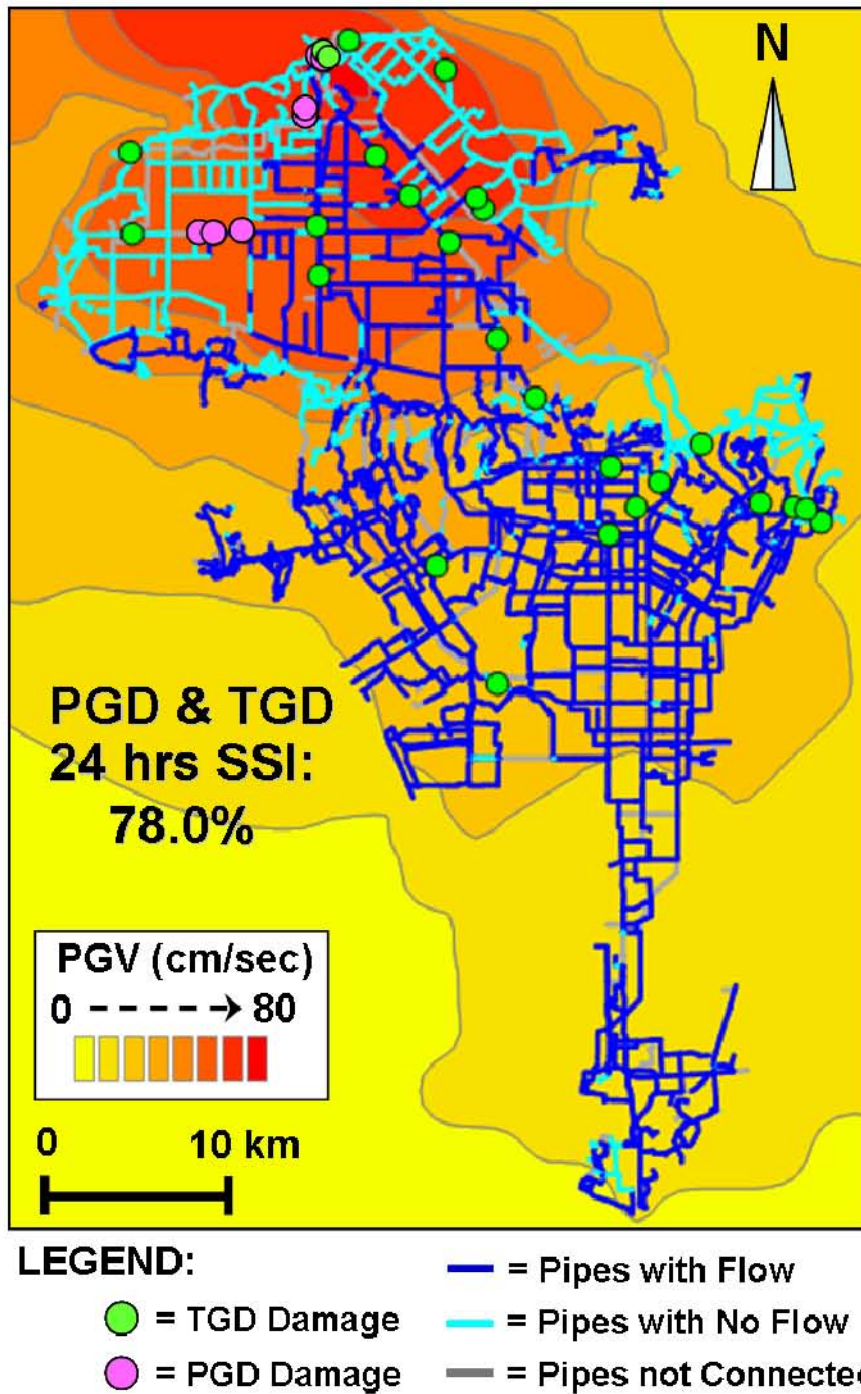 N
PGD & TGD
24 hrs SSI:
78.0%
PGV (cm/sec)
0 - - - - -> 80
0 10 km
LEGEND:
= TGD Damage
= PGD Damage
= Pipes with Flow
= Pipes with No Flow
= Pipes not Connecte